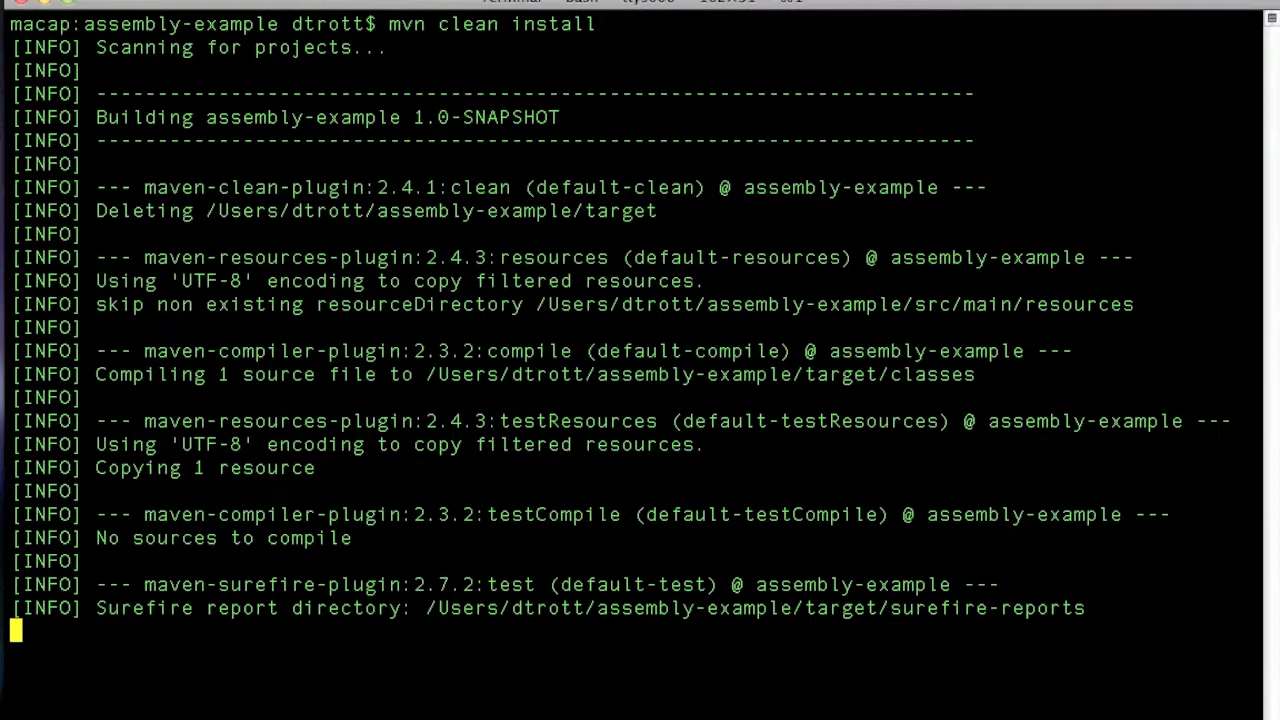 macap:assembly-example dtrott$ mvn clean install
[INFO] Scanning for projects...
[INFO]
[INFO] ------------------------------------------------------------------------
[INFO] Building assembly-example 1.0-SNAPSHOT
[INFO] ------------------------------------------------------------------------
[INFO]
[INFO] --- maven-clean-plugin:2.4.1:clean (default-clean) @ assembly-example ---
[INFO] Deleting /Users/dtrott/assembly-example/target
[INFO]
[INFO] --- maven-resources-plugin:2.4.3:resources (default-resources) @ assembly-example ---
[INFO] Using 'UTF-8' encoding to copy filtered resources.
[INFO] skip non existing resourceDirectory /Users/dtrott/assembly-example/src/main/resources
[INFO]
[INFO] --- maven-compiler-plugin:2.3.2:compile (default-compile) @ assembly-example ---
[INFO] Compiling 1 source file to /Users/dtrott/assembly-example/target/classes
[INFO]
[INFO] --- maven-resources-plugin:2.4.3:testResources (default-testResources) @ assembly-example ---
[INFO] Using 'UTF-8' encoding to copy filtered resources.
[INFO] Copying 1 resource
[INFO]
[INFO] --- maven-compiler-plugin:2.3.2:testCompile (default-testCompile) @ assembly-example ---
[INFO] No sources to compile
[INFO]
[INFO] --- maven-surefire-plugin:2.7.2:test (default-test) @ assembly-example ---
[INFO] Surefire report directory: /Users/dtrott/assembly-example/target/surefire-reports